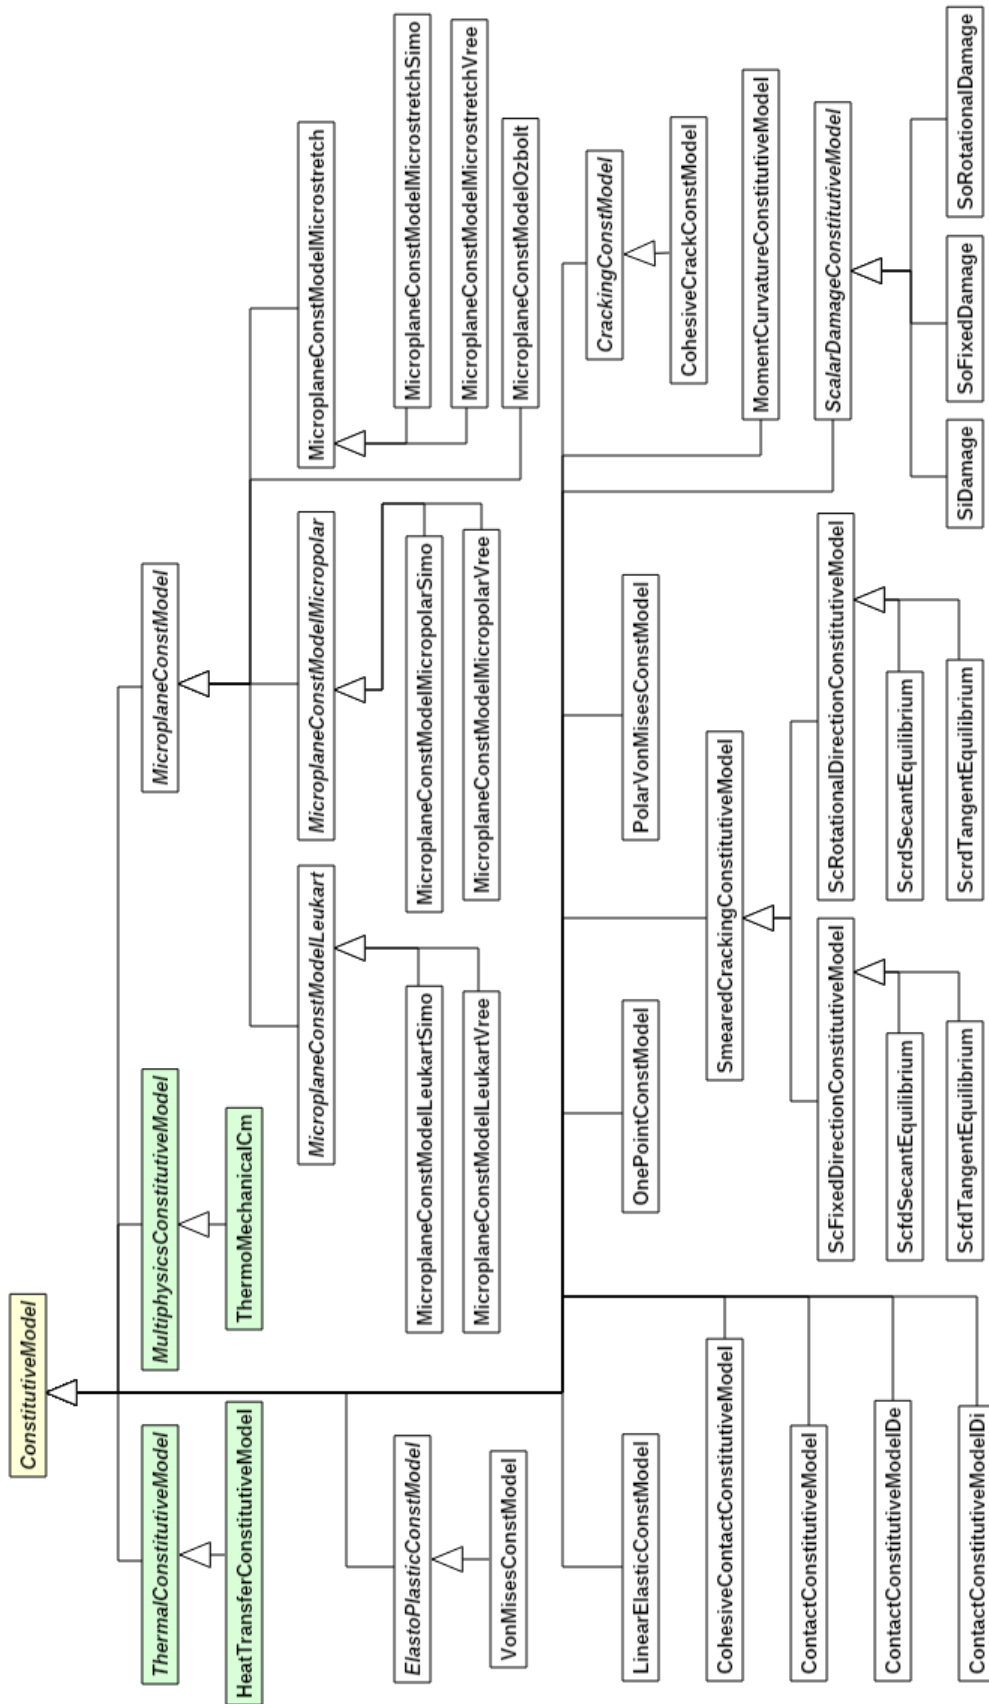 ConstitutiveModel
ThermalConstitutiveModel
MultiphysicsConstitutiveModel
MicroplaneConstModel
HeatTransferConstitutiveModel
ThermoMechanicalCm
MicroplaneConstModelLeukart
MicroplaneConstModelMicropolar
MicroplaneConstModelMicrostretch
ElastoPlasticConstModel
MicroplaneConstModelLeukartSimo
MicroplaneConstModelMicropolarSimo
MicroplaneConstModelMicrostretchSimo
MicroplaneConstModelLeukartVree
MicroplaneConstModelMicropolarVree
MicroplaneConstModelMicrostretchVree
VonMisesConstModel
MicroplaneConstModelOzbolt
CrackingConstModel
LinearElasticConstModel
OnePointConstModel
PolarVonMisesConstModel
CohesiveCrackConstModel
CohesiveContactConstitutiveModel
SmearedCrackingConstitutiveModel
MomentCurvatureConstitutiveModel
ContactConstitutiveModel
ScFixedDirectionConstitutiveModel
ScRotationalDirectionConstitutiveModel
ScalarDamageConstitutiveModel
ContactConstitutiveModelDe
ScfdSecantEquilibrium
ScrdSecantEquilibrium
ScfdTangentEquilibrium
ScrdTangentEquilibrium
SiDamage
SoFixedDamage
SoRotationalDamage
ContactConstitutiveModelDi